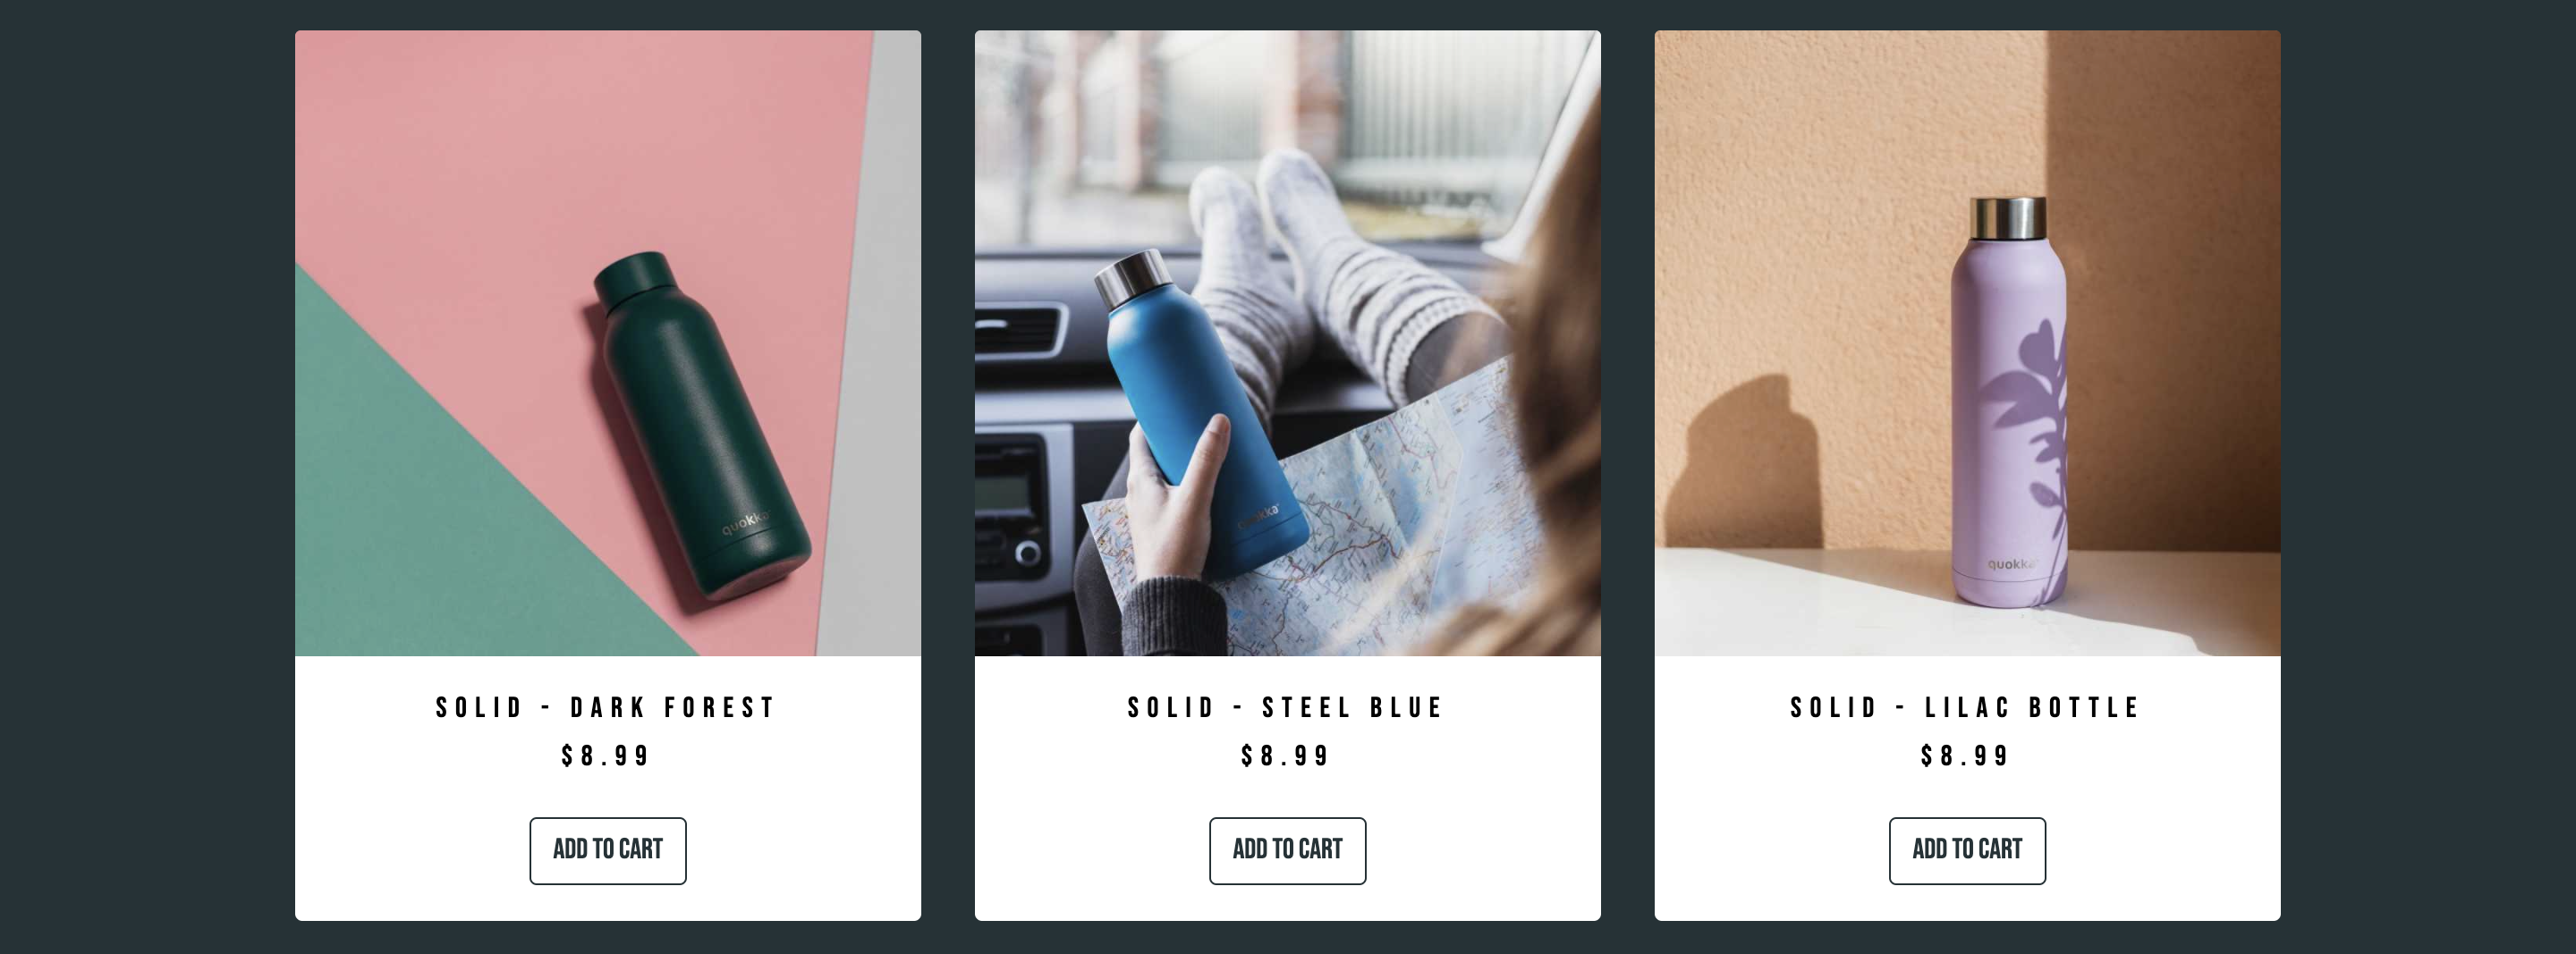 quokka
SOLID - DARK FOREST
$8.99
ADD TO CART
quokka
SOLID - STEEL BLUE
$8.99
ADD TO CART
quokka
SOLID - LILAC BOTTLE
$8.99
ADD TO CART